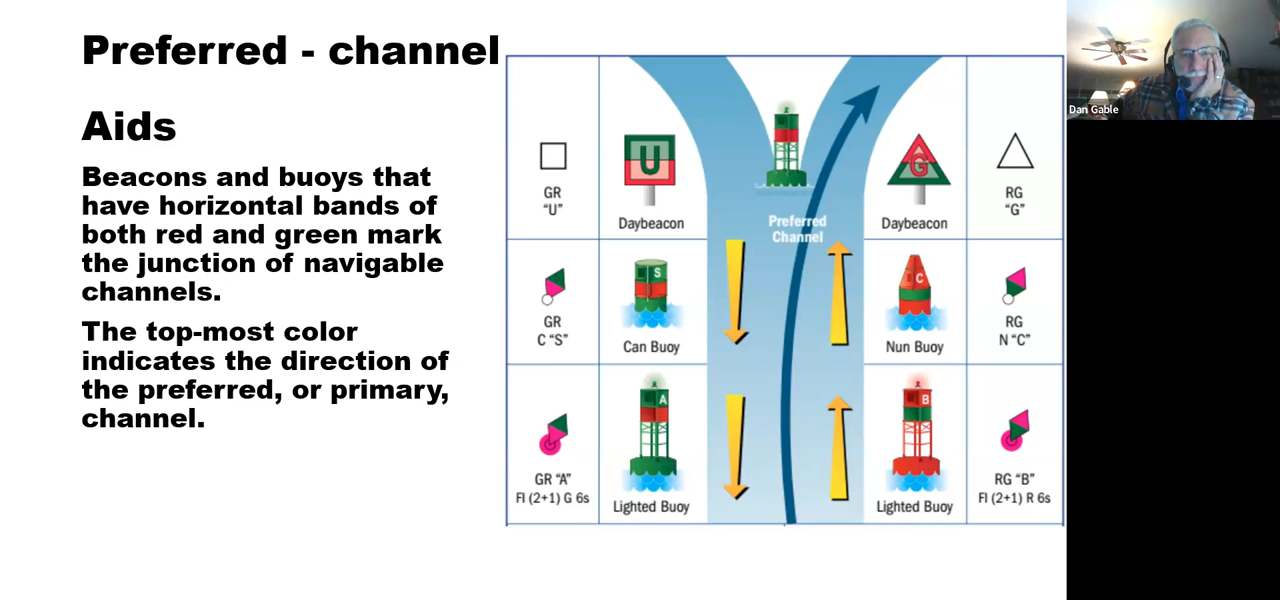 Preferred - channel
Aids
Beacons and buoys that
have horizontal bands of
both red and green mark
the junction of navigable
channels.
The top-most color
indicates the direction of
the preferred, or primary,
channel.
GR
"U"
U
Daybeacon
Preferred
Channel
G
Daybeacon
RG
"G"
GR
C "S"
S
Can Buoy
C
Nun Buoy
RG
N "C"
GR "A"
Fl (2+1) G 6s
A
Lighted Buoy
B
Lighted Buoy
RG "B"
Fl (2+1) R 6s
Dan Gable